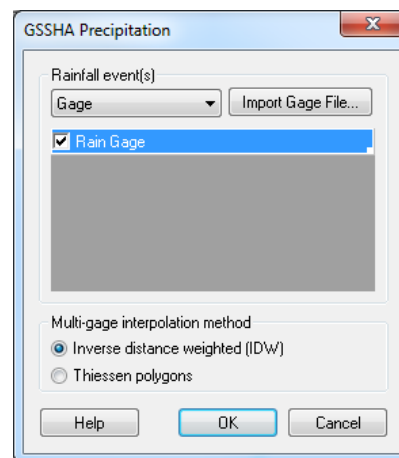 GSSHA Precipitation
Rainfall event(s)
Gage
Import Gage File...
Rain Gage
Multi-gage interpolation method
Inverse distance weighted (IDW)
Thiessen polygons
Help
OK
Cancel